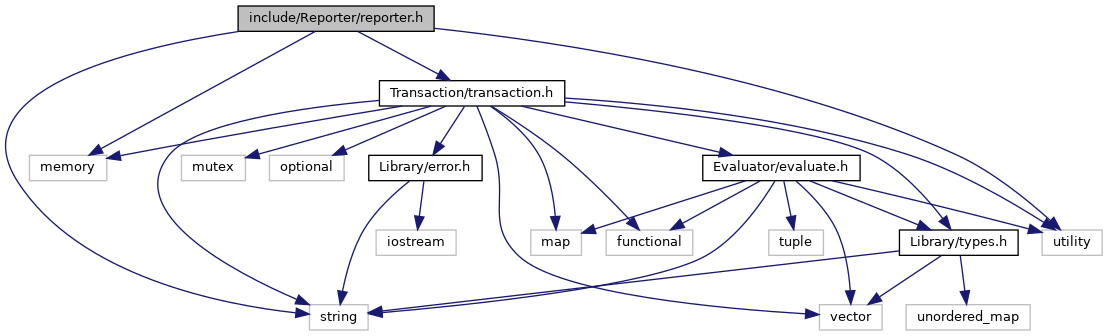 include/Reporter/reporter.h
Transaction/transaction.h
memory
mutex
optional
Library/error.h
Evaluator/evaluate.h
iostream
map
functional
tuple
Library/types.h
utility
string
vector
unordered_map